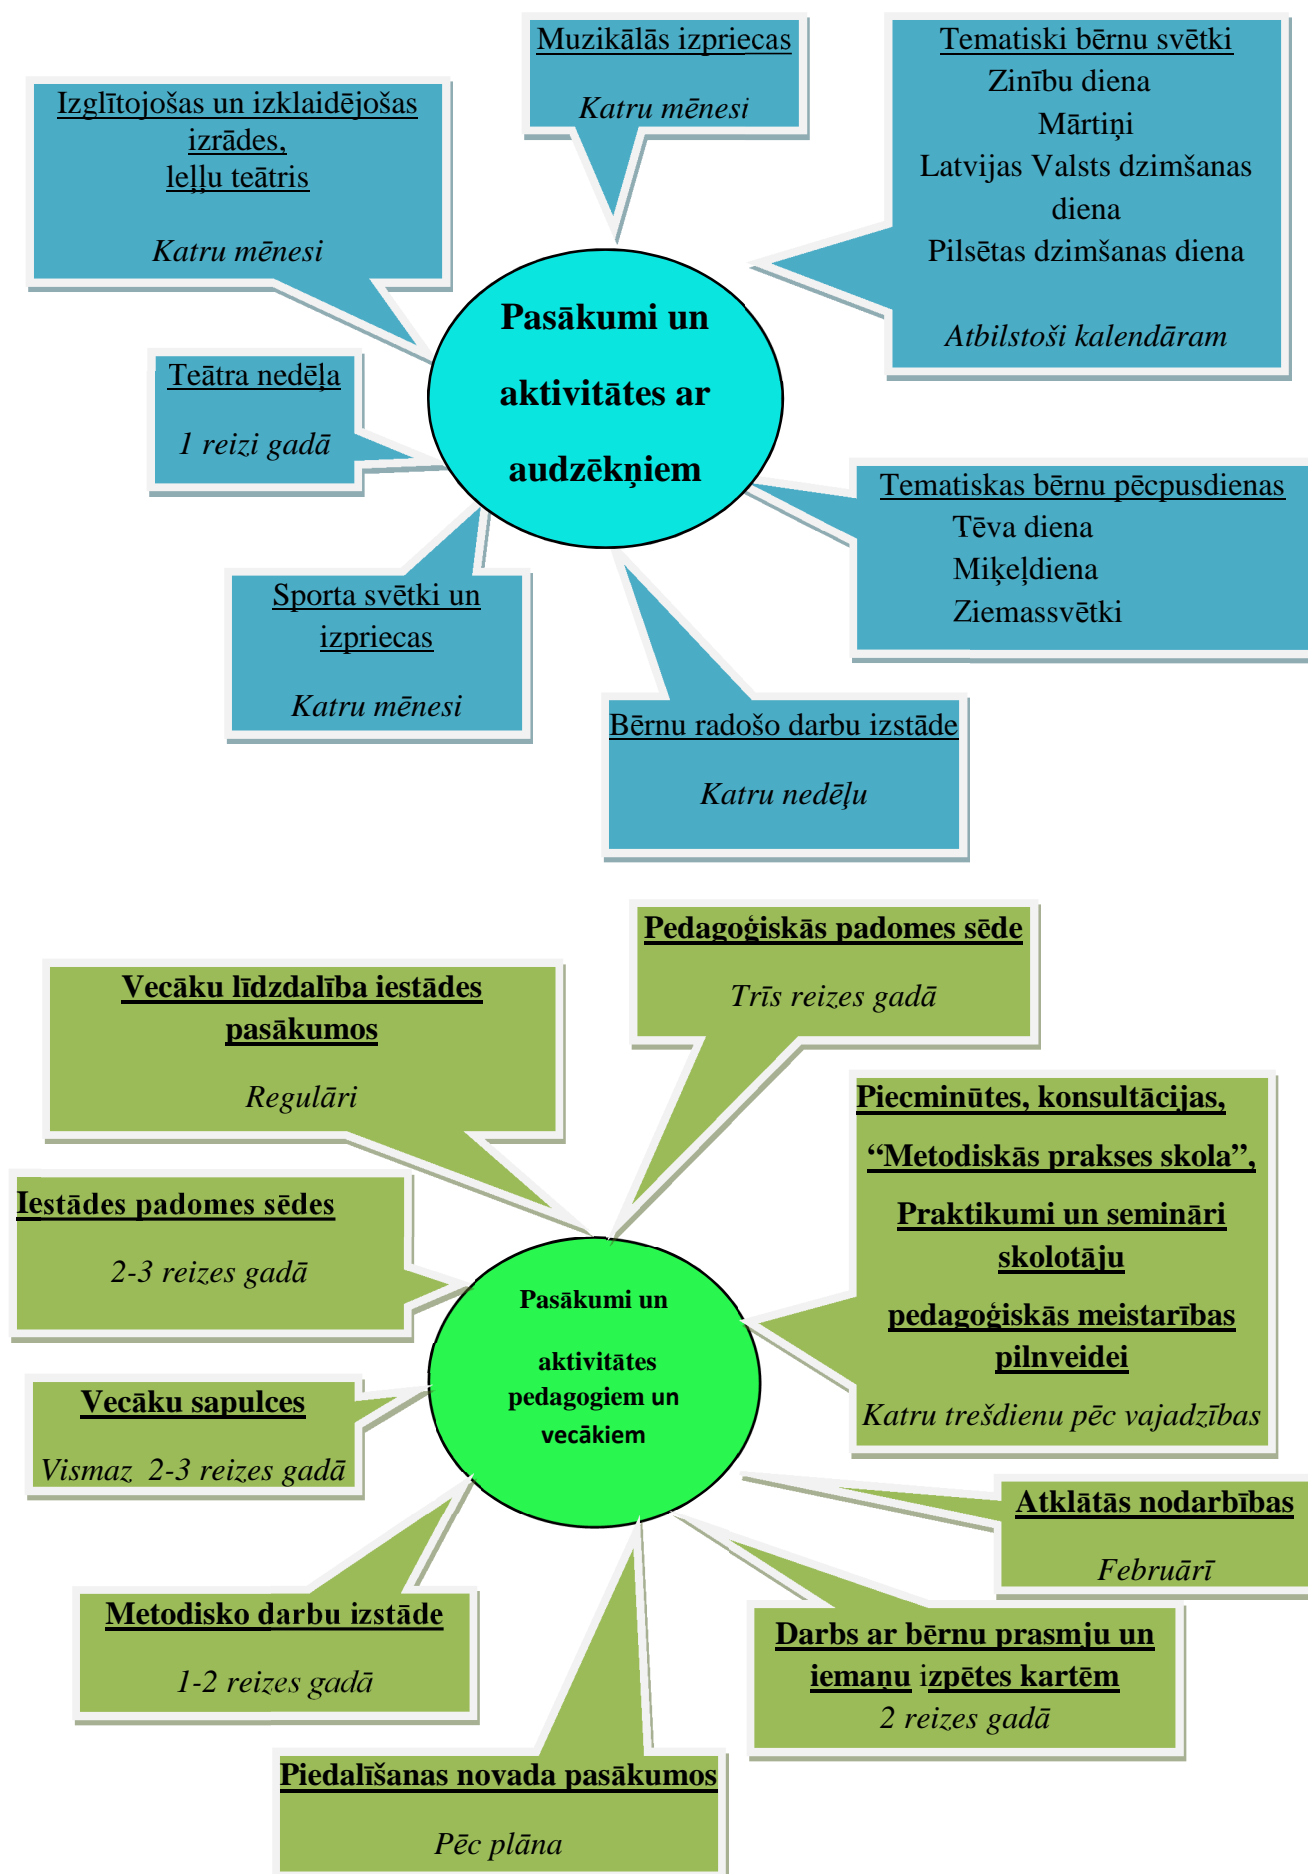 Muzikālās izpriecas
Katru mēnesi
Tematiski bērnu svētki
Zinību diena
Mārtiņi
Latvijas Valsts dzimšanas
diena
Pilsētas dzimšanas diena
Atbilstoši kalendāram
Izglītojošas un izklaidējošas
izrādes,
leļļu teātris
Katru mēnesi
Pasākumi un
aktivitātes ar
audzēkņiem
Teātra nedēļa
1 reizi gadā
Tematiskas bērnu pēcpusdienas
Tēva diena
Miķeļdiena
Ziemassvētki
Sporta svētki un
izpriecas
Katru mēnesi
Bērnu radošo darbu izstāde
Katru nedēļu
Pedagoģiskās padomes sēde
Trīs reizes gadā
Vecāku līdzdalība iestādes
pasākumos
Regulāri
Piecminūtes, konsultācijas,
“Metodiskās prakses skola”,
Praktikumi un semināri
skolotāju
pedagoģiskās meistarības
pilnveidei
Katru trešdienu pēc vajadzības
Iestādes padomes sēdes
2-3 reizes gadā
Pasākumi un
aktivitātes
pedagogiem un
vecākiem
Vecāku sapulces
Vismaz 2-3 reizes gadā
Atklātās nodarbības
Februārī
Metodisko darbu izstāde
1-2 reizes gadā
Darbs ar bērnu prasmju un
iemaņu izpētes kartēm
2 reizes gadā
Piedalīšanas novada pasākumos
Pēc plāna